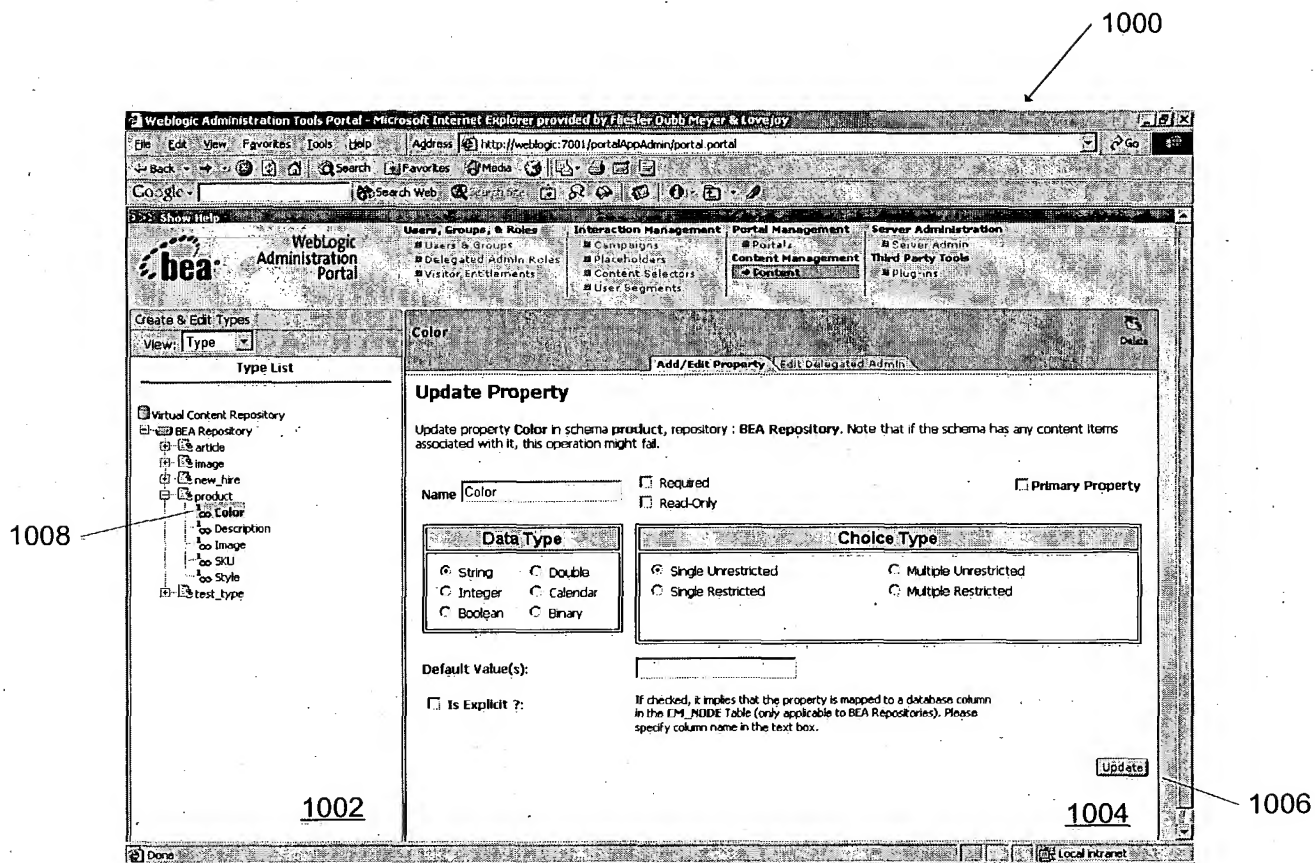 1000
Weblogic Administration Tools Portal - Microsoft Internet Explorer provided by Fliesler Dubb Meyer & Lovejoy
File Edit View Favorites Tools Help Address http://weblogic:7001/portalAppAdmin/portal.portal Go
Back Search Favorites Media
Google Search Web
>>> Show Help
bea WebLogic Administration Portal
Users, Groups, & Roles Interaction Management Portal Management Server Administration
Users & Groups Campaigns Portals Server Admin
Delegated Admin Roles Placeholders Content Management Third Party Tools
Visitor Entitlements Content Selectors Content Plug-ins
User Segments
Create & Edit Types
View: Type
Type List
Virtual Content Repository
BEA Repository
article
image
new_hire
product
Color
Description
Image
SKU
Style
test_type
1008
1002
Color
Delete
Add/Edit Property Edit Delegated Admin
Update Property
Update property Color in schema product, repository : BEA Repository. Note that if the schema has any content items
associated with it, this operation might fail.
Name Color Required Primary Property
Read-Only
Data Type Choice Type
String Double Single Unrestricted Multiple Unrestricted
Integer Calendar Single Restricted Multiple Restricted
Boolean Binary
Default Value(s):
Is Explicit ?: If checked, it implies that the property is mapped to a database column
in the CM_NODE Table (only applicable to BEA Repositories). Please
specify column name in the text box.
Update
1004
1006
Done Local intranet